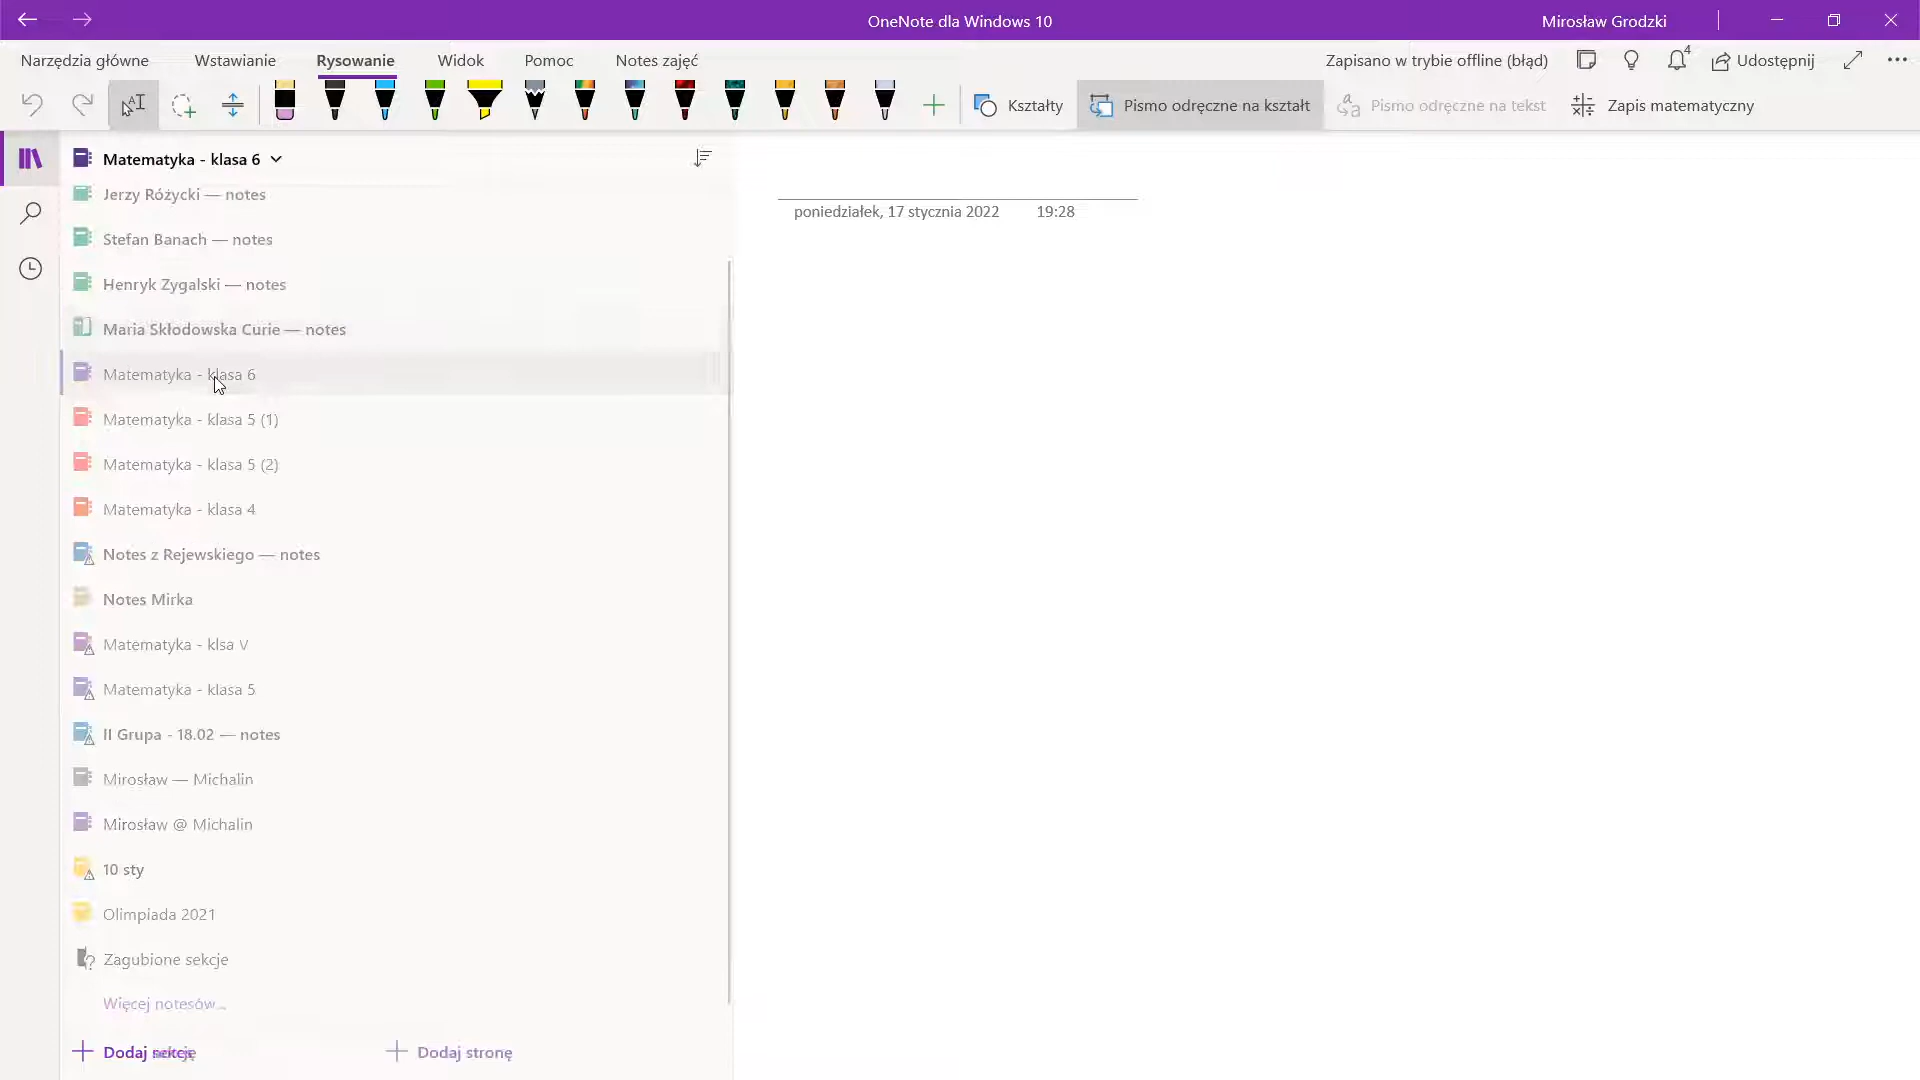 OneNote dla Windows 10
Mirosław Grodzki
Narzędzia główne
Wstawianie
Rysowanie
Widok
Pomoc
Notes zajęć
Zapisano w trybie offline (błąd)
4
Udostępnij
Kształty
Pismo odręczne na kształt
Pismo odręczne na tekst
Zapis matematyczny
Matematyka - klasa 6
Jerzy Różycki — notes
Stefan Banach — notes
Henryk Zygalski — notes
Maria Skłodowska Curie — notes
Matematyka - klasa 6
Matematyka - klasa 5 (1)
Matematyka - klasa 5 (2)
Matematyka - klasa 4
Notes z Rejewskiego — notes
Notes Mirka
Matematyka - klsa V
Matematyka - klasa 5
II Grupa - 18.02 — notes
Mirosław — Michalin
Mirosław @ Michalin
10 sty
Olimpiada 2021
Zagubione sekcje
Więcej notesów...
Dodaj
Dodaj stronę
poniedziałek, 17 stycznia 2022 19:28